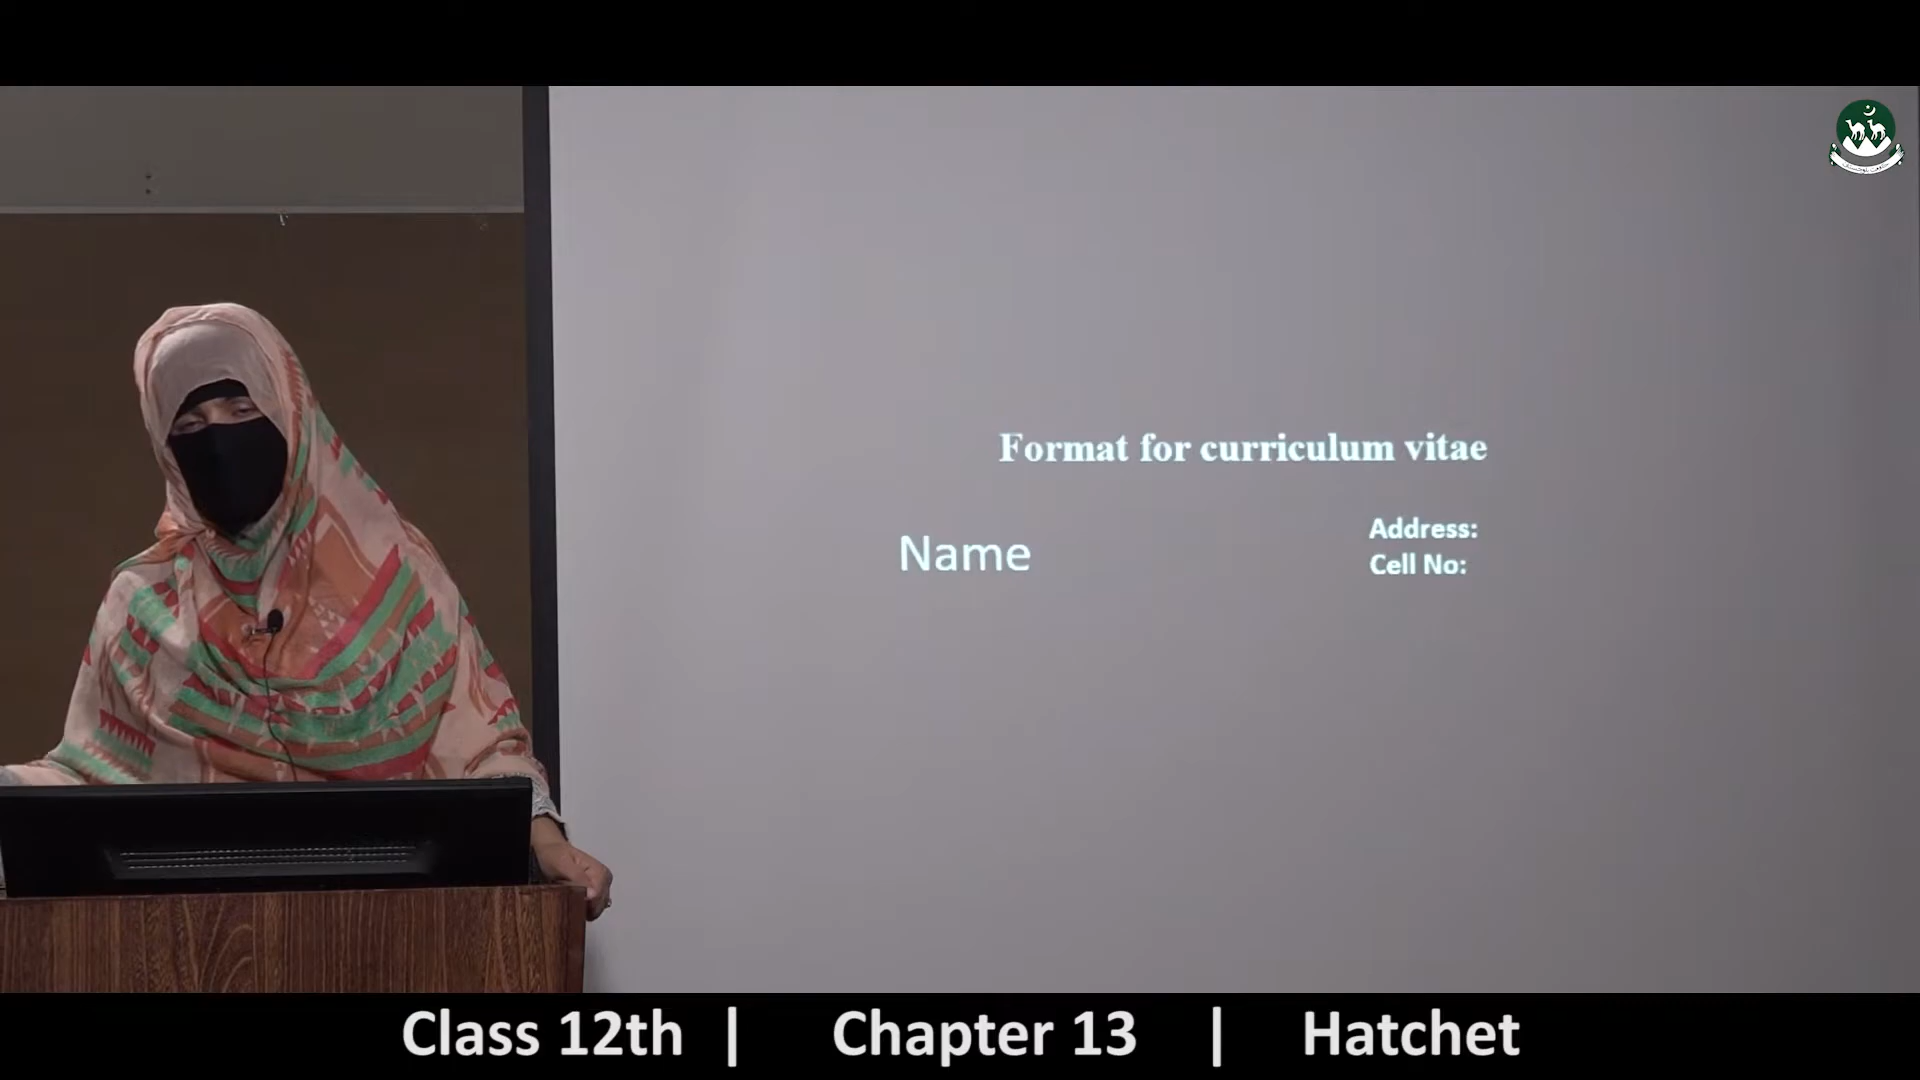 Format for curriculum vitae
Name
Address:
Cell No:
Class 12th | Chapter 13 | Hatchet